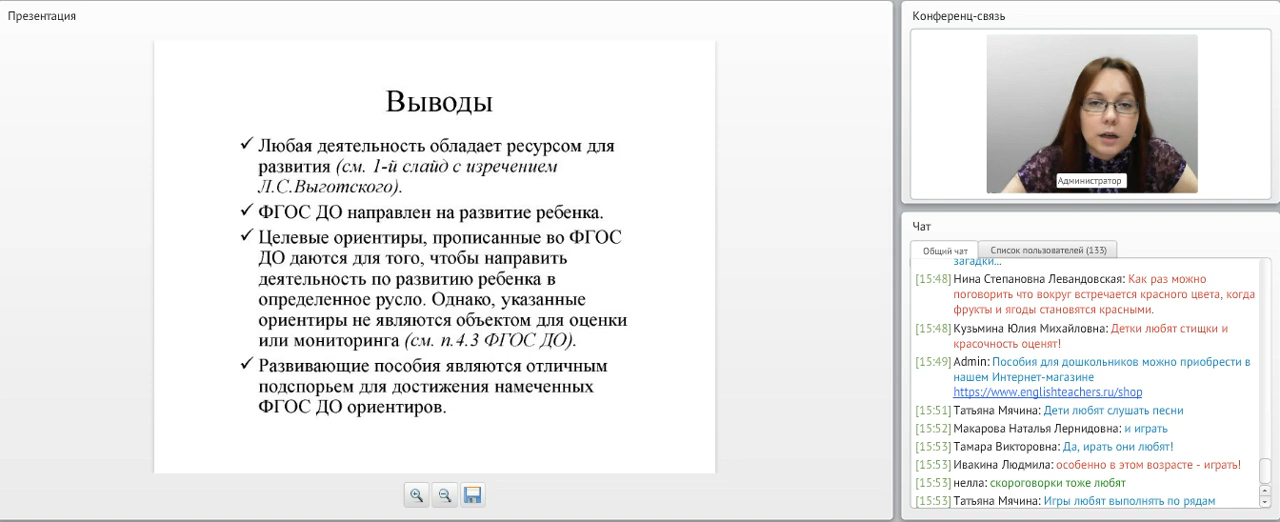 Презентация
Выводы
✓ Любая деятельность обладает ресурсом для
развития (см. 1-й слайд с изречением
Л.С.Выготского).
✓ ФГОС ДО направлен на развитие ребенка.
✓ Целевые ориентиры, прописанные во ФГОС
ДО даются для того, чтобы направить
деятельность по развитию ребенка в
определенное русло. Однако, указанные
ориентиры не являются объектом для оценки
или мониторинга (см. п.4.3 ФГОС ДО).
✓ Развивающие пособия являются отличным
подспорьем для достижения намеченных
ФГОС ДО ориентиров.
Конференц-связь
Администратор
Чат
Общий чат
Список пользователей (133)
загадки...
[15:48] Нина Степановна Левандовская: Как раз можно
поговорить что вокруг встречается красного цвета, когда
фрукты и ягоды становятся красными.
[15:48] Кузьмина Юлия Михайловна: Детки любят стищки и
красочность оценят!
[15:49] Admin: Пособия для дошкольников можно приобрести в
нашем Интернет-магазине
https://www.englishteachers.ru/shop
[15:51] Татьяна Мячина: Дети любят слушать песни
[15:52] Макарова Наталья Лернидовна: и играть
[15:53] Тамара Викторовна: Да, ирать они любят!
[15:53] Ивакина Людмила: особенно в этом возрасте - играть!
[15:53] нелла: скороговорки тоже любят
[15:53] Татьяна Мячина: Игры любят выполнять по рядам